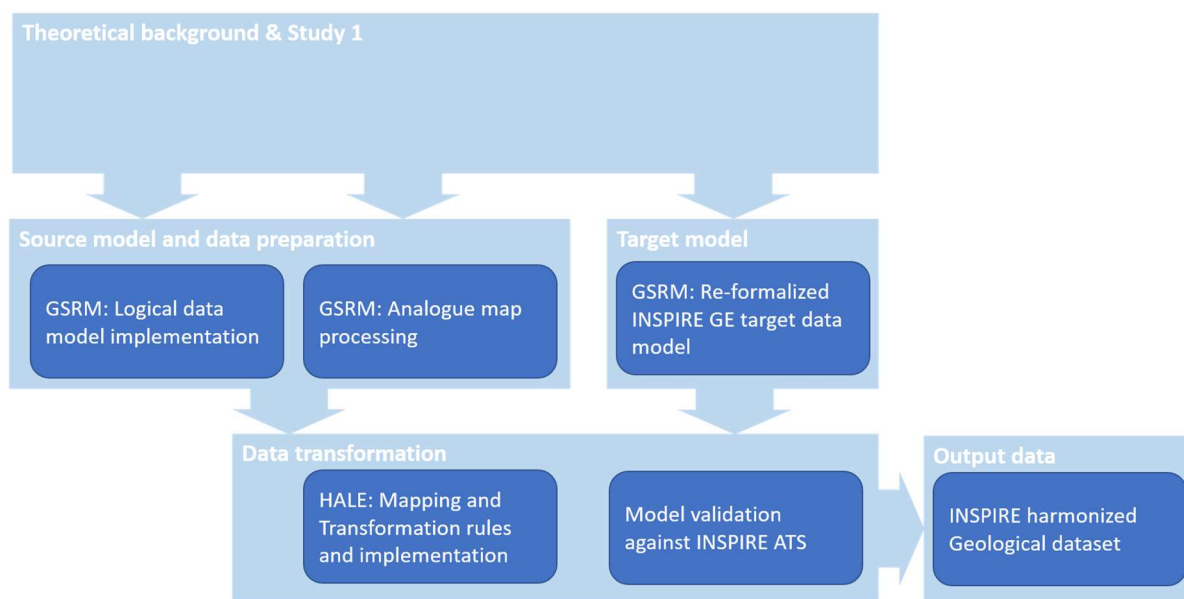 Theoretical background & Study 1
Source model and data preparation
GSRM: Logical data
model implementation
GSRM: Analogue map
processing
Target model
GSRM: Re-formalized
INSPIRE GE target data
model
Data transformation
HALE: Mapping and
Transformation rules
and implementation
Model validation
against INSPIRE ATS
Output data
INSPIRE harmonized
Geological dataset